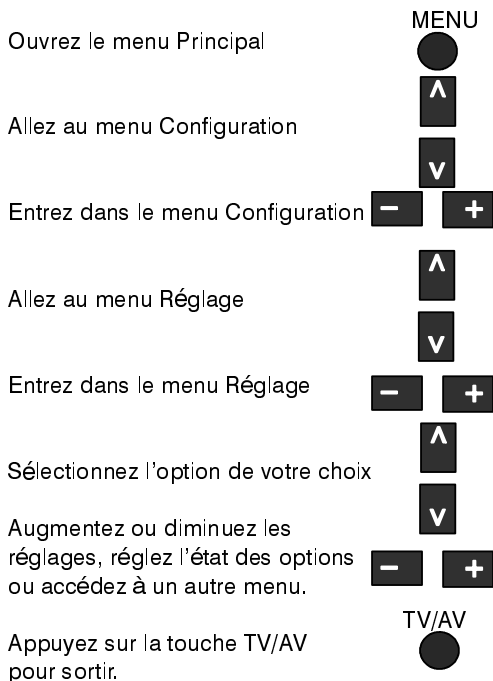 MENU
Ouvrez le menu Principal
^
Allez au menu Configuration
v
Entrez dans le menu Configuration - +
^
Allez au menu Réglage
v
Entrez dans le menu Réglage - +
^
Sélectionnez l'option de votre choix
v
Augmentez ou diminuez les
réglages, réglez l'état des options - +
ou accédez à un autre menu.
TV/AV
Appuyez sur la touche TV/AV
pour sortir.